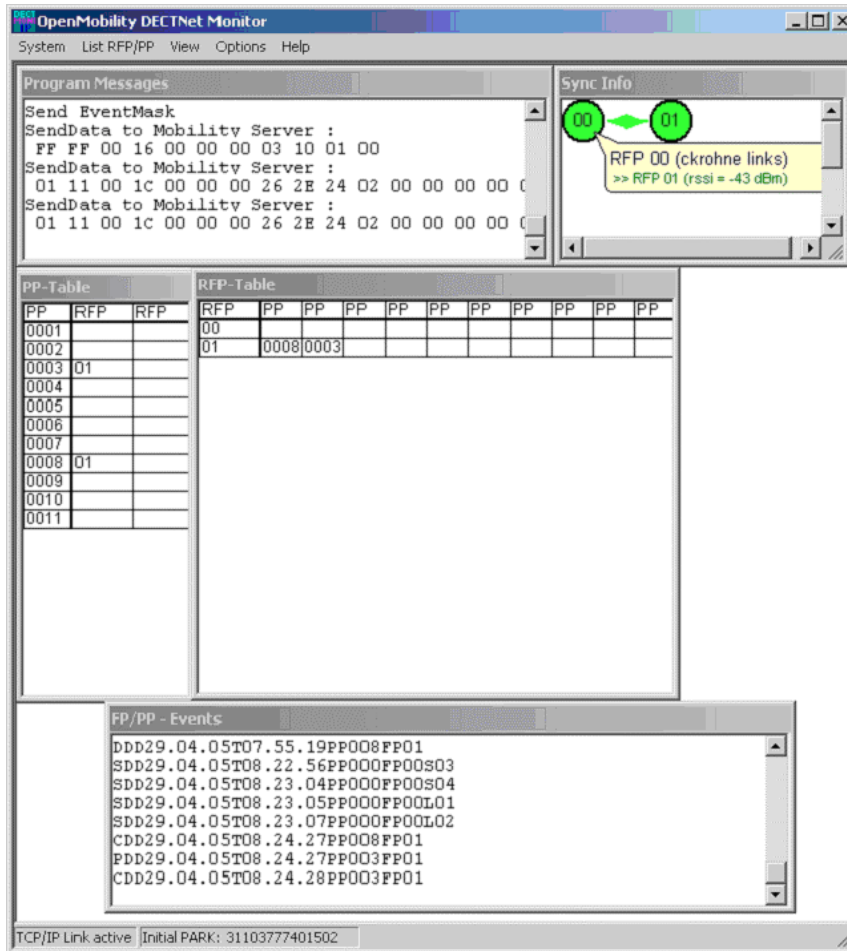 DECT
IP
OpenMobility DECTNet Monitor
System List RFP/PP View Options Help
Program Messages
Send EventMask
SendData to Mobility Server :
FF FF 00 16 00 00 00 03 10 01 00
SendData to Mobility Server :
01 11 00 1C 00 00 00 26 2E 24 02 00 00 00 00
SendData to Mobility Server :
01 11 00 1C 00 00 00 26 2E 24 02 00 00 00 00
Sync Info
00 01
RFP 00 (ckrohne links)
>> RFP 01 (rssi = -43 dBm)
PP-Table
PP RFP RFP
0001
0002
0003 01
0004
0005
0006
0007
0008 01
0009
0010
0011
RFP-Table
RFP PP PP PP PP PP PP PP PP PP PP
00
01 0008 0003
FP/PP - Events
DDD29.04.05T07.55.19PP008FP01
SDD29.04.05T08.22.56PP000FP00S03
SDD29.04.05T08.23.04PP000FP00S04
SDD29.04.05T08.23.05PP000FP00L01
SDD29.04.05T08.23.07PP000FP00L02
CDD29.04.05T08.24.27PP008FP01
PDD29.04.05T08.24.27PP003FP01
CDD29.04.05T08.24.28PP003FP01
TCP/IP Link active Initial PARK: 31103777401502